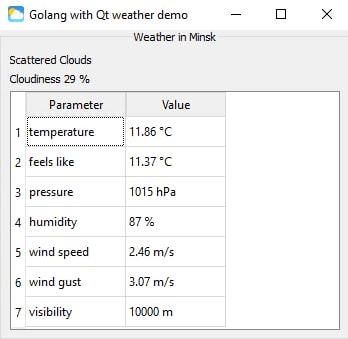 Golang with Qt weather demo
Weather in Minsk
Scattered Clouds
Cloudiness 29 %
Parameter Value
1 temperature 11.86 °C
2 feels like 11.37 °C
3 pressure 1015 hPa
4 humidity 87 %
5 wind speed 2.46 m/s
6 wind gust 3.07 m/s
7 visibility 10000 m